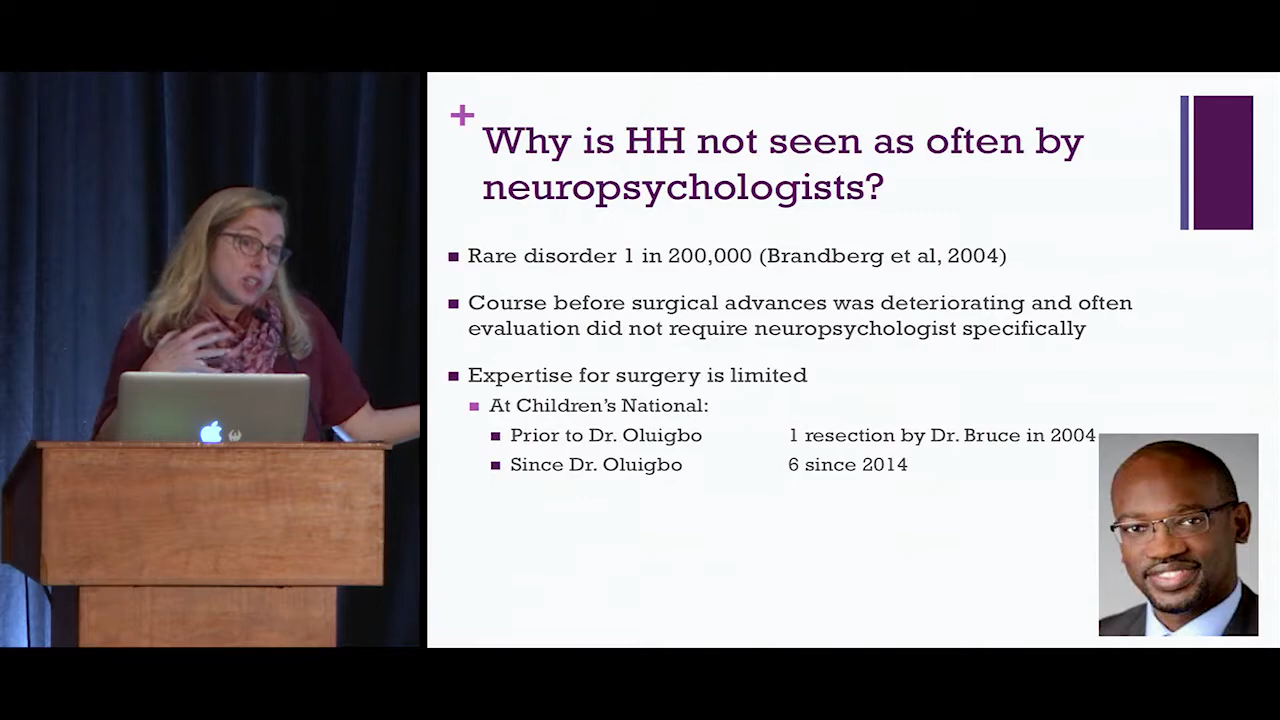 +
Why is HH not seen as often by
neuropsychologists?
Rare disorder 1 in 200,000 (Brandberg et al, 2004)
Course before surgical advances was deteriorating and often
evaluation did not require neuropsychologist specifically
Expertise for surgery is limited
At Children's National:
Prior to Dr. Oluigbo 1 resection by Dr. Bruce in 2004
Since Dr. Oluigbo 6 since 2014